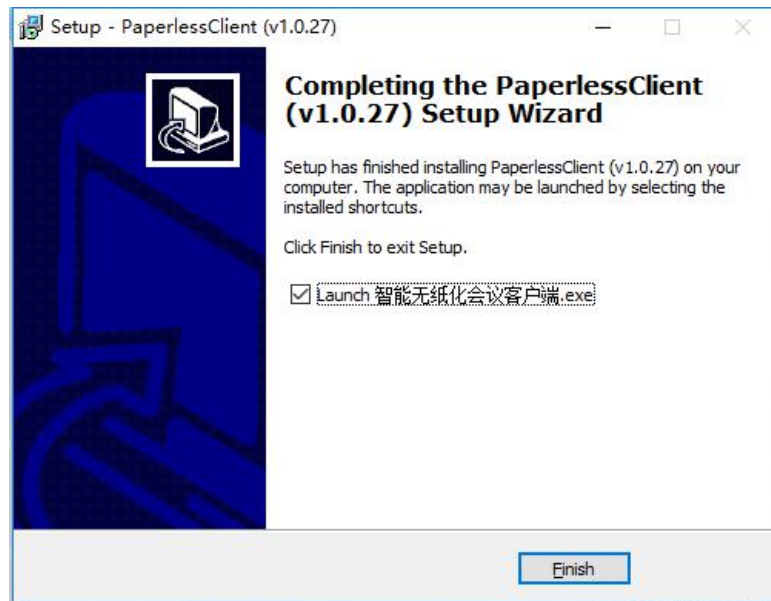 Setup - PaperlessClient (v1.0.27)
Completing the PaperlessClient
(v1.0.27) Setup Wizard
Setup has finished installing PaperlessClient (v1.0.27) on your
computer. The application may be launched by selecting the
installed shortcuts.
Click Finish to exit Setup.
Launch 智能无纸化会议客户端.exe
Finish